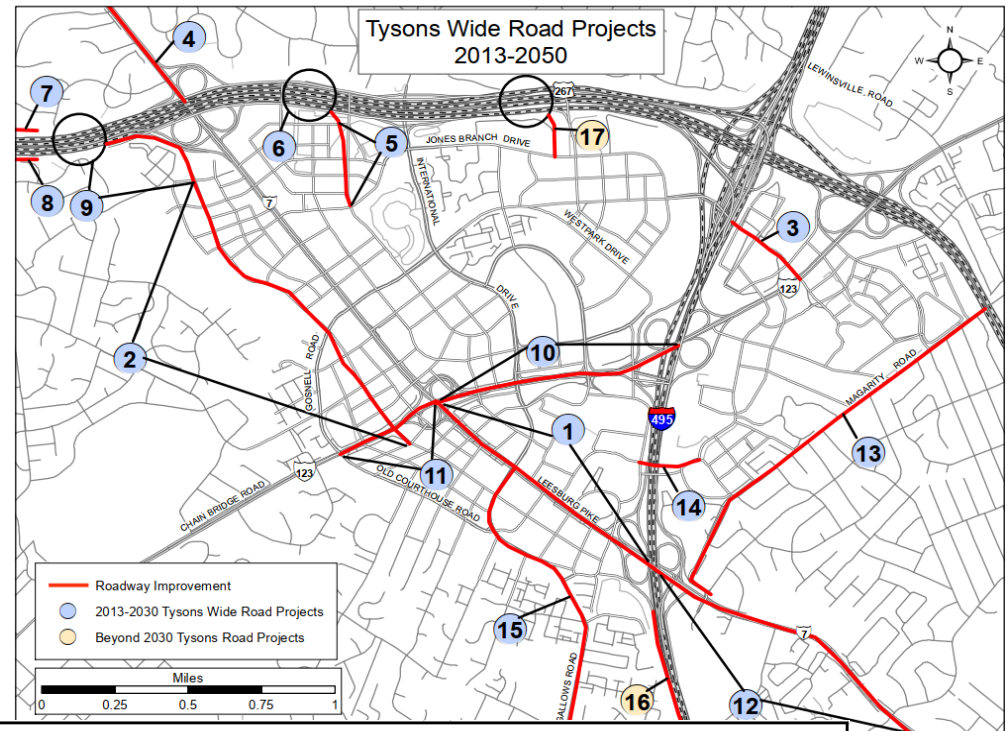 Tysons Wide Road Projects
2013-2050
N
W
E
S
4
7
6
5
267
17
LEWINSVILLE ROAD
JONES BRANCH DRIVE
INTERNATIONAL
DRIVE
8
9
7
WESTPARK DRIVE
3
123
2
GOSNELL ROAD
10
MAGARITY ROAD
495
1
13
11
123
OLD COURTHOUSE ROAD
CHAIN BRIDGE ROAD
LEESBURG PIKE
14
Roadway Improvement
2013-2030 Tysons Wide Road Projects
Beyond 2030 Tysons Road Projects
15
7
GALLOWS ROAD
16
12
Miles
0 0.25 0.5 0.75 1